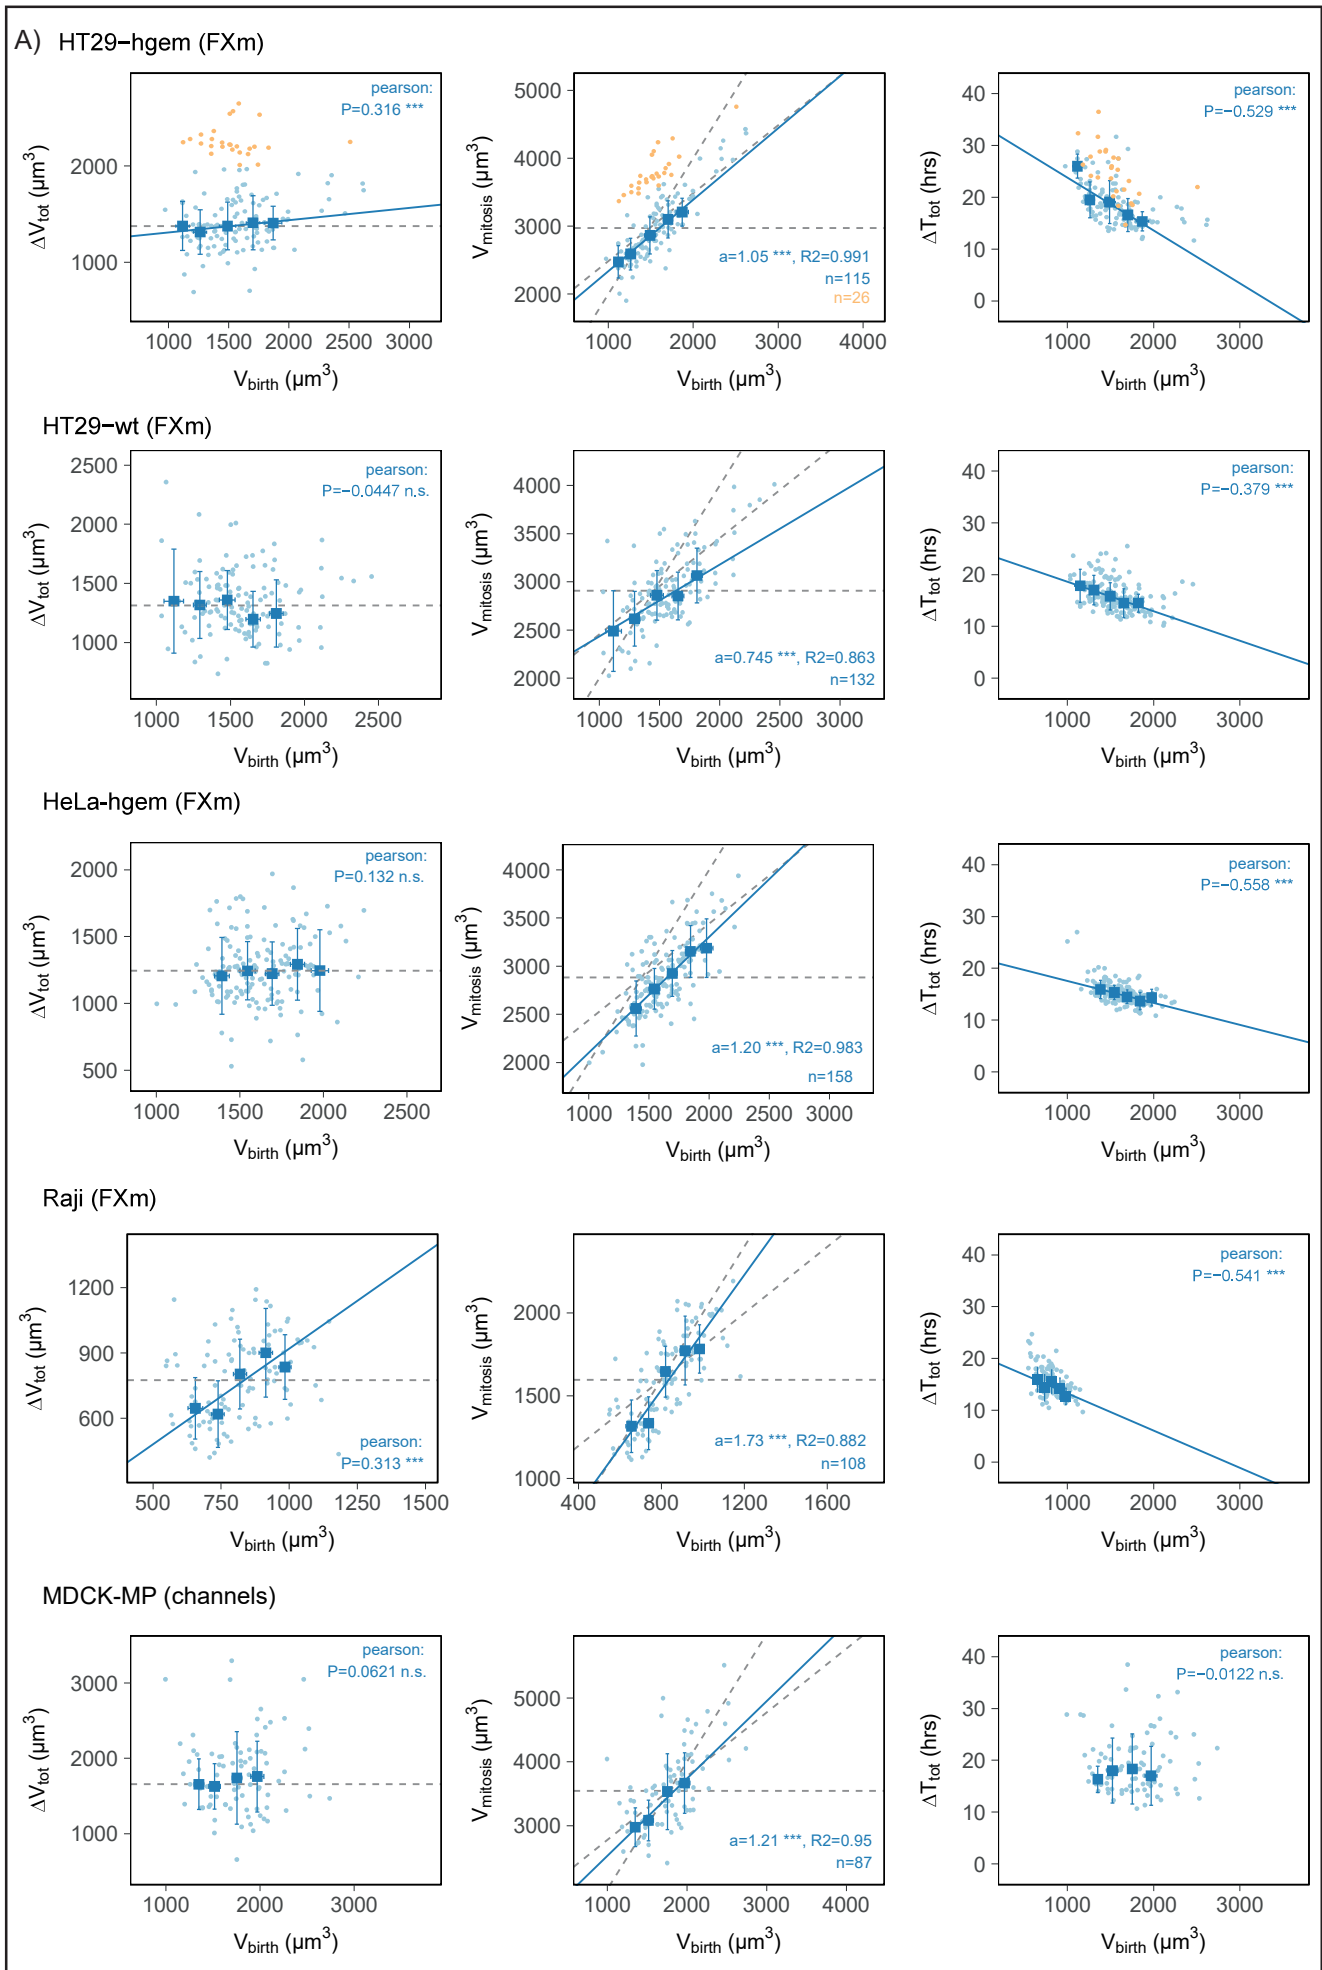 A) HT29−hgem (FXm)
pearson:
P=0.316 ***
2000
1000
ΔVtot (μm³)
1000 1500 2000 2500 3000
Vbirth (μm³)
5000
4000
3000
2000
Vmitosis (μm³)
a=1.05 ***, R2=0.991
n=115
n=26
1000 2000 3000 4000
Vbirth (μm³)
pearson:
P=−0.529 ***
40
30
20
10
0
ΔTtot (hrs)
1000 2000 3000
Vbirth (μm³)
HT29−wt (FXm)
pearson:
P=−0.0447 n.s.
2500
2000
1500
1000
ΔVtot (μm³)
1000 1500 2000 2500
Vbirth (μm³)
4000
3500
3000
2500
2000
Vmitosis (μm³)
a=0.745 ***, R2=0.863
n=132
1000 1500 2000 2500 3000
Vbirth (μm³)
pearson:
P=−0.379 ***
40
30
20
10
0
ΔTtot (hrs)
1000 2000 3000
Vbirth (μm³)
HeLa-hgem (FXm)
pearson:
P=0.132 n.s.
2000
1500
1000
500
ΔVtot (μm³)
1000 1500 2000 2500
Vbirth (μm³)
4000
3500
3000
2500
2000
Vmitosis (μm³)
a=1.20 ***, R2=0.983
n=158
1000 1500 2000 2500 3000
Vbirth (μm³)
pearson:
P=−0.558 ***
40
30
20
10
0
ΔTtot (hrs)
1000 2000 3000
Vbirth (μm³)
Raji (FXm)
1200
900
600
ΔVtot (μm³)
pearson:
P=0.313 ***
500 750 1000 1250 1500
Vbirth (μm³)
2000
1500
1000
Vmitosis (μm³)
a=1.73 ***, R2=0.882
n=108
400 800 1200 1600
Vbirth (μm³)
pearson:
P=−0.541 ***
40
30
20
10
0
ΔTtot (hrs)
1000 2000 3000
Vbirth (μm³)
MDCK-MP (channels)
pearson:
P=0.0621 n.s.
3000
2000
1000
ΔVtot (μm³)
1000 2000 3000
Vbirth (μm³)
5000
4000
3000
Vmitosis (μm³)
a=1.21 ***, R2=0.95
n=87
1000 2000 3000 4000
Vbirth (μm³)
pearson:
P=−0.0122 n.s.
40
30
20
10
0
ΔTtot (hrs)
1000 2000 3000
Vbirth (μm³)